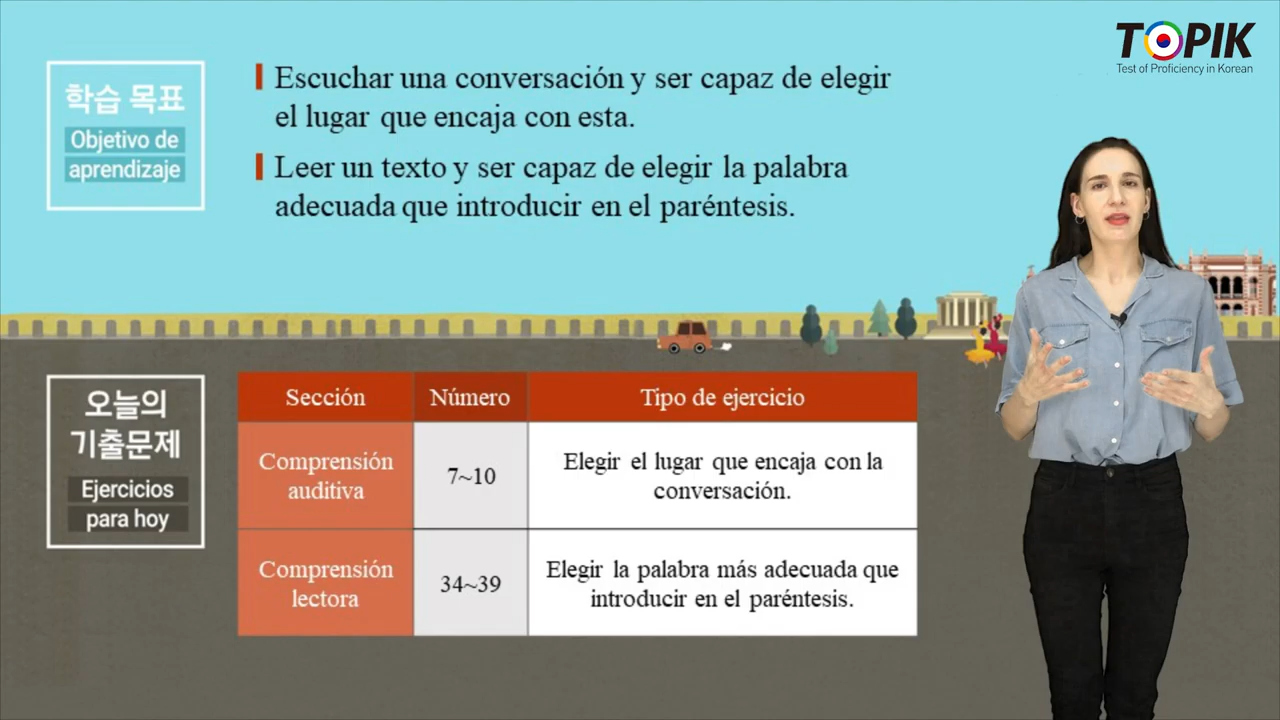 TOPIK
Test of Proficiency in Korean
학습 목표
Objetivo de
aprendizaje
Escuchar una conversación y ser capaz de elegir
el lugar que encaja con esta.
Leer un texto y ser capaz de elegir la palabra
adecuada que introducir en el paréntesis.
오늘의
기출문제
Ejercicios
para hoy
Sección
Número
Tipo de ejercicio
Comprensión
auditiva
7~10
Elegir el lugar que encaja con la
conversación.
Comprensión
lectora
34~39
Elegir la palabra más adecuada que
introducir en el paréntesis.